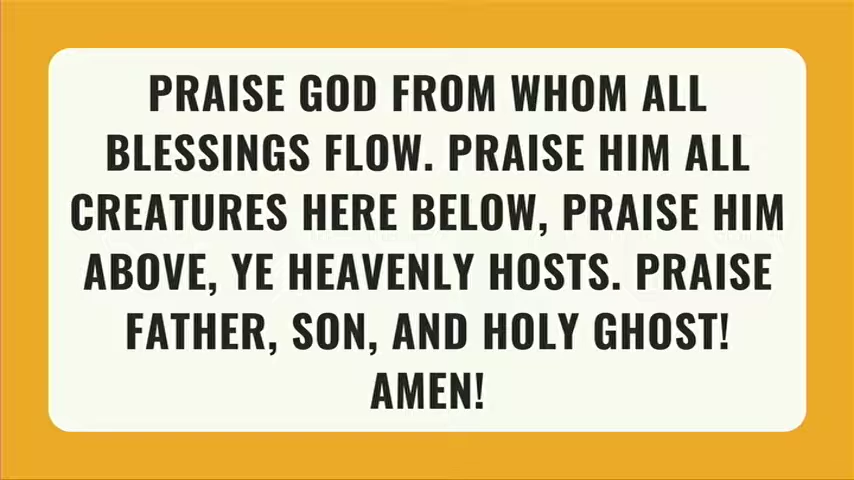 PRAISE GOD FROM WHOM ALL
BLESSINGS FLOW. PRAISE HIM ALL
CREATURES HERE BELOW, PRAISE HIM
ABOVE, YE HEAVENLY HOSTS. PRAISE
FATHER, SON, AND HOLY GHOST!
AMEN!